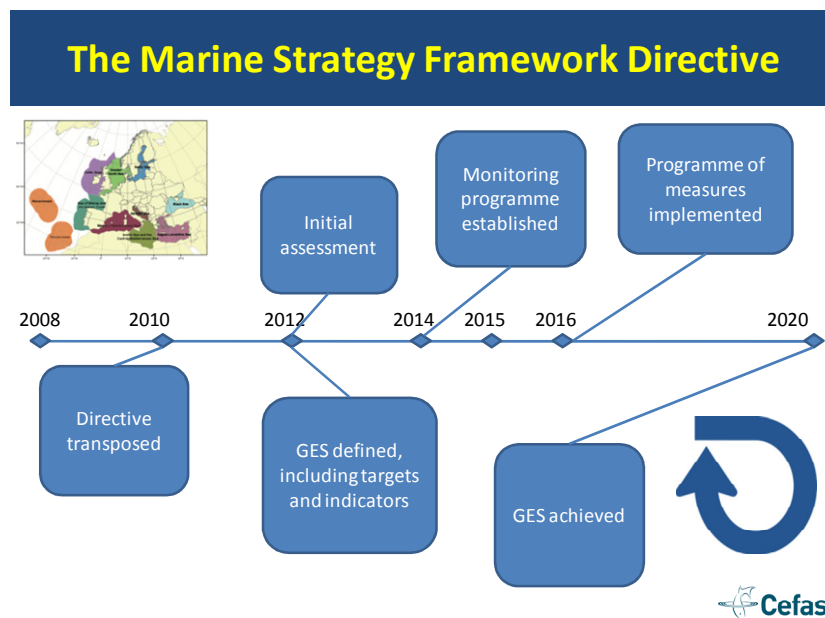 The Marine Strategy Framework Directive
Initial
assessment
Monitoring
programme
established
Programme of
measures
implemented
2008
2010
2012
2014
2015
2016
2020
Directive
transposed
GES defined,
including targets
and indicators
GES achieved
Cefas